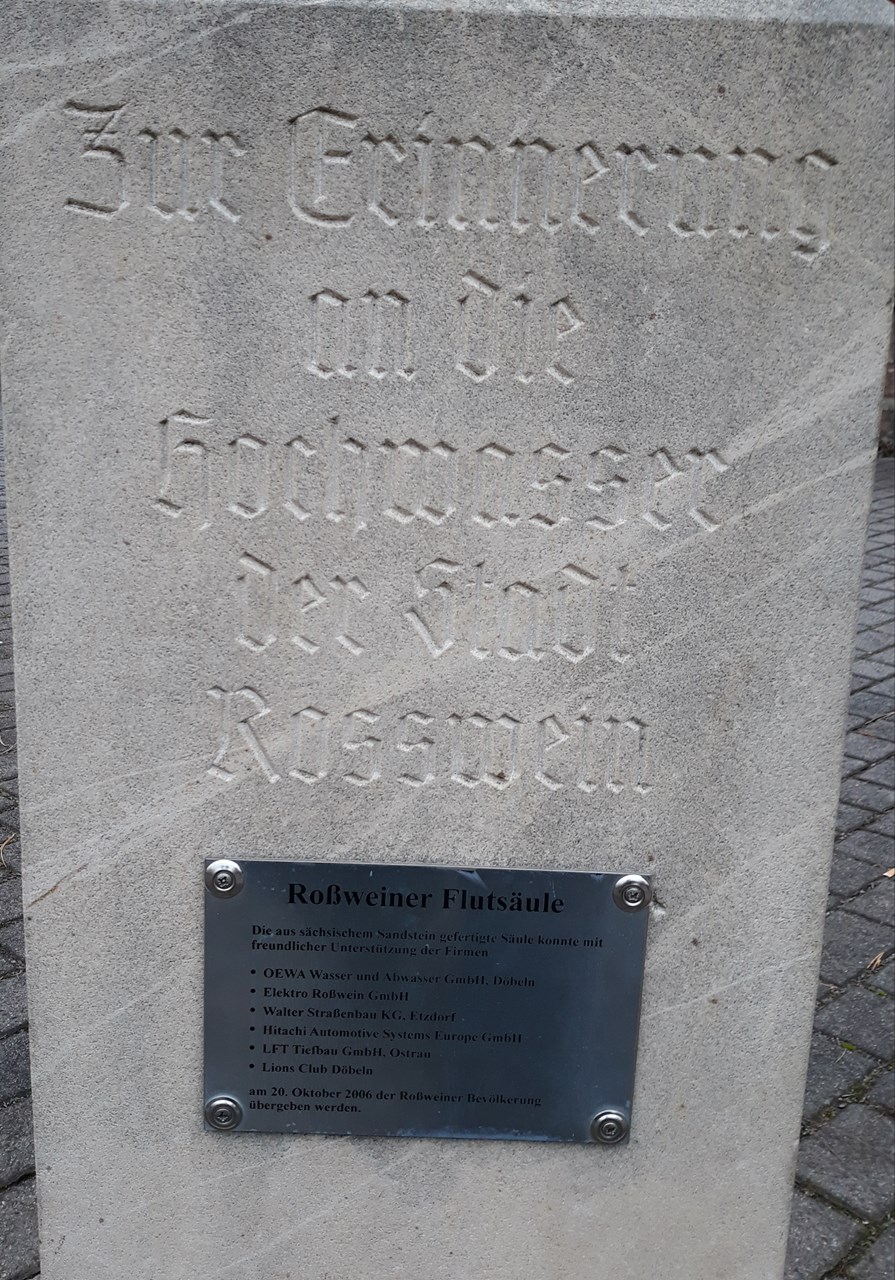 Zur Erinnerung
an die
Hochwasser
der Stadt
Rosswein
Roßweiner Flutsäule
Die aus sächsischem Sandstein gefertigte Säule konnte mit
freundlicher Unterstützung der Firmen
• OEWA Wasser und Abwasser GmbH, Döbeln
• Elektro Roßwein GmbH
• Walter Straßenbau KG, Etzdorf
• Hitachi Automotive Systems Europe GmbH
• LFT Tiefbau GmbH, Ostrau
• Lions Club Döbeln
am 20. Oktober 2006 der Roßweiner Bevölkerung
übergeben werden.